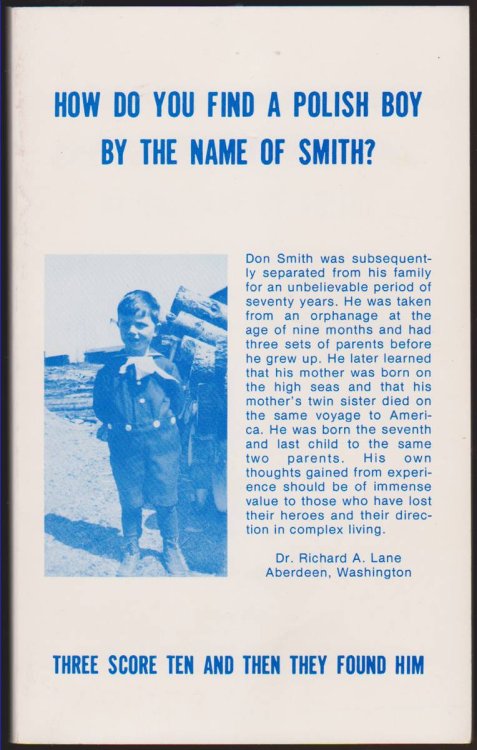 HOW DO YOU FIND A POLISH BOY
BY THE NAME OF SMITH?
Don Smith was subsequent-
ly separated from his family
for an unbelievable period of
seventy years. He was taken
from an orphanage at the
age of nine months and had
three sets of parents before
he grew up. He later learned
that his mother was born on
the high seas and that his
mother's twin sister died on
the same voyage to Ameri-
ca. He was born the seventh
and last child to the same
two parents. His own
thoughts gained from experi-
ence should be of immense
value to those who have lost
their heroes and their direc-
tion in complex living.
Dr. Richard A. Lane
Aberdeen, Washington
THREE SCORE TEN AND THEN THEY FOUND HIM